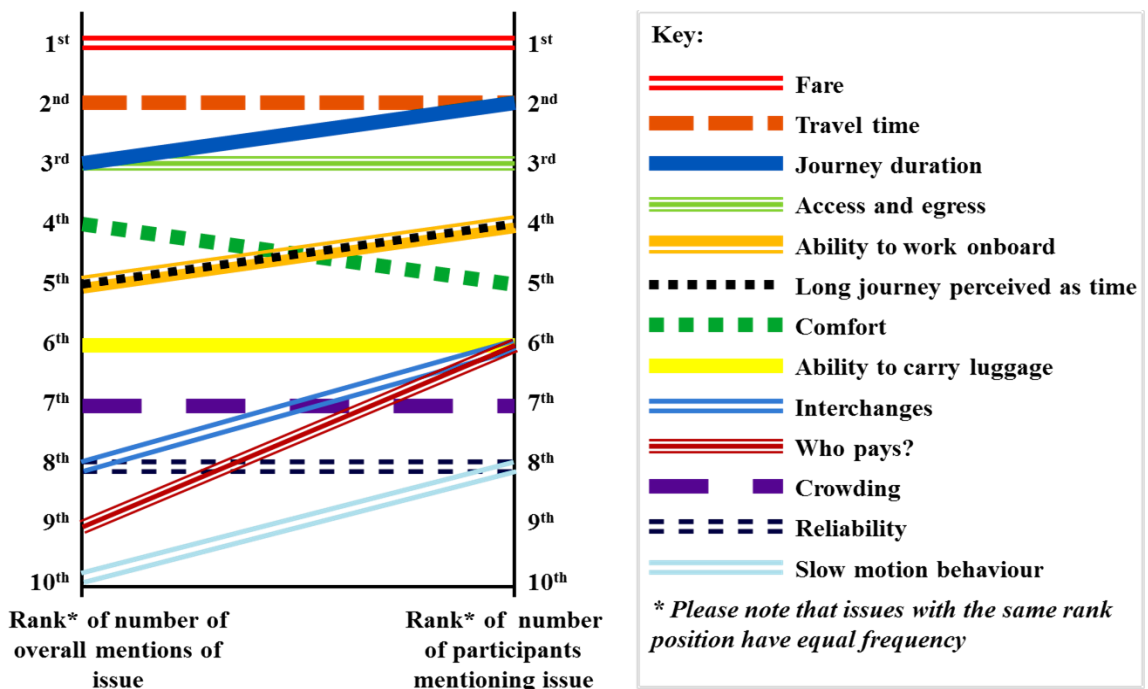 1st
2nd
3rd
4th
5th
6th
7th
8th
9th
10th
Rank* of number of
overall mentions of
issue
1st
2nd
3rd
4th
5th
6th
7th
8th
9th
10th
Rank* of number
of participants
mentioning issue
Key:
Fare
Travel time
Journey duration
Access and egress
Ability to work onboard
Long journey perceived as time
Comfort
Ability to carry luggage
Interchanges
Who pays?
Crowding
Reliability
Slow motion behaviour
* Please note that issues with the same rank
position have equal frequency